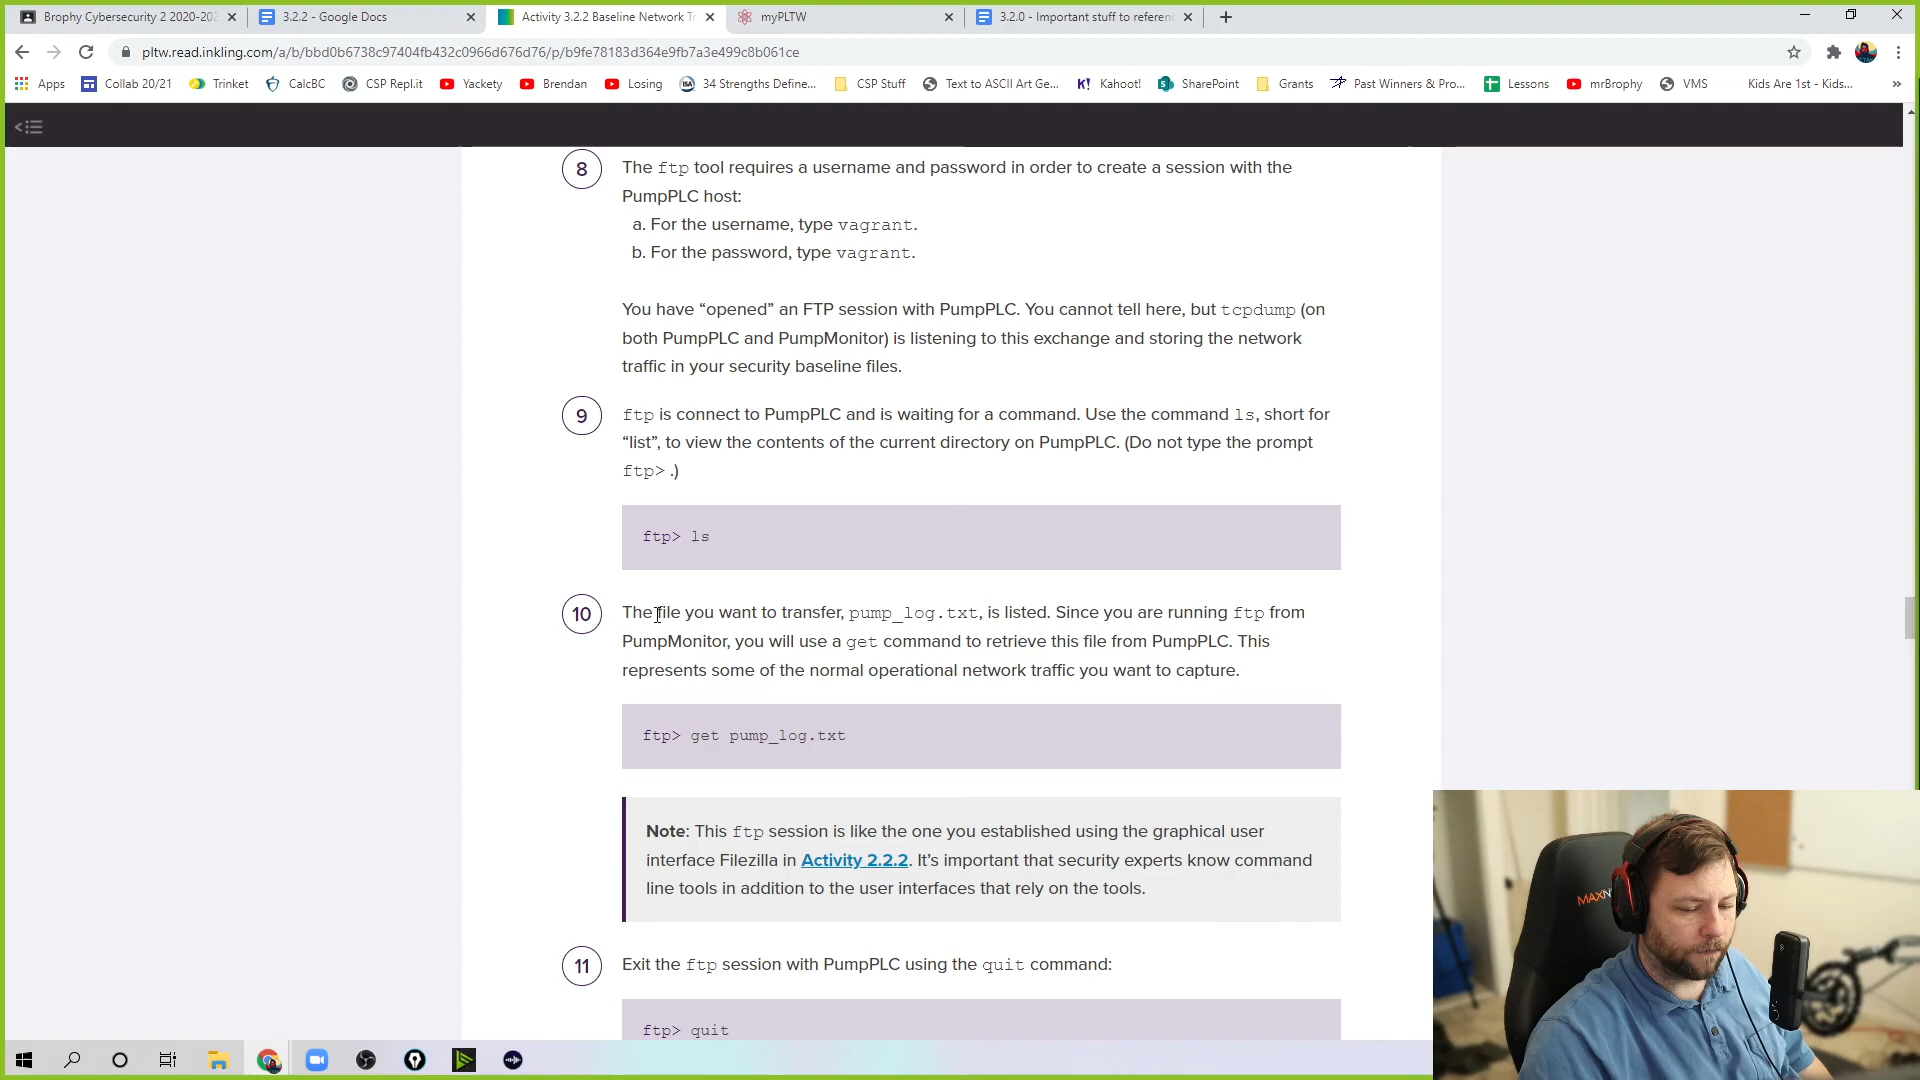 Brophy Cybersecurity 2 2020-202
3.2.2 - Google Docs
Activity 3.2.2 Baseline Network Tr
myPLTW
3.2.0 - Important stuff to referen
pltw.read.inkling.com/a/b/bbd0b6738c97404fb432c0966d676d76/p/b9fe78183d364e9fb7a3e499c8b061ce
Apps Collab 20/21 Trinket CalcBC CSP Repl.it Yackety Brendan Losing 34 Strengths Define... CSP Stuff Text to ASCII Art Ge... Kahoot! SharePoint Grants Past Winners & Pro... Lessons mrBrophy VMS Kids Are 1st - Kids... »
8 The ftp tool requires a username and password in order to create a session with the
PumpPLC host:
a. For the username, type vagrant.
b. For the password, type vagrant.
You have “opened” an FTP session with PumpPLC. You cannot tell here, but tcpdump (on
both PumpPLC and PumpMonitor) is listening to this exchange and storing the network
traffic in your security baseline files.
9 ftp is connect to PumpPLC and is waiting for a command. Use the command ls, short for
“list”, to view the contents of the current directory on PumpPLC. (Do not type the prompt
ftp> .)
ftp> ls
10 The file you want to transfer, pump_log.txt, is listed. Since you are running ftp from
PumpMonitor, you will use a get command to retrieve this file from PumpPLC. This
represents some of the normal operational network traffic you want to capture.
ftp> get pump_log.txt
Note: This ftp session is like the one you established using the graphical user
interface Filezilla in Activity 2.2.2. It’s important that security experts know command
line tools in addition to the user interfaces that rely on the tools.
11 Exit the ftp session with PumpPLC using the quit command:
ftp> quit